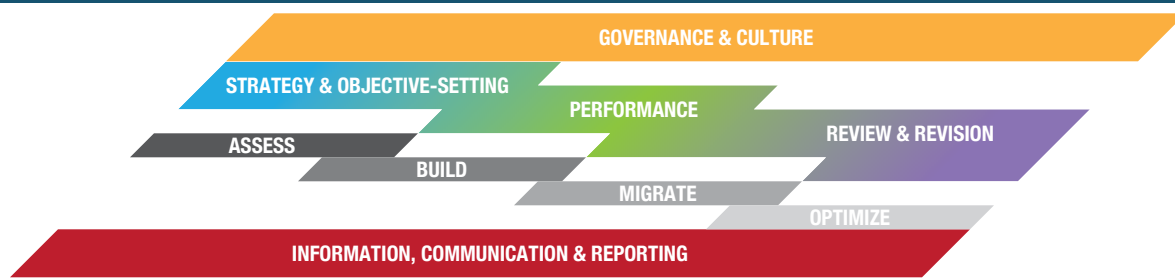 GOVERNANCE & CULTURE
STRATEGY & OBJECTIVE-SETTING
PERFORMANCE
REVIEW & REVISION
ASSESS
BUILD
MIGRATE
OPTIMIZE
INFORMATION, COMMUNICATION & REPORTING